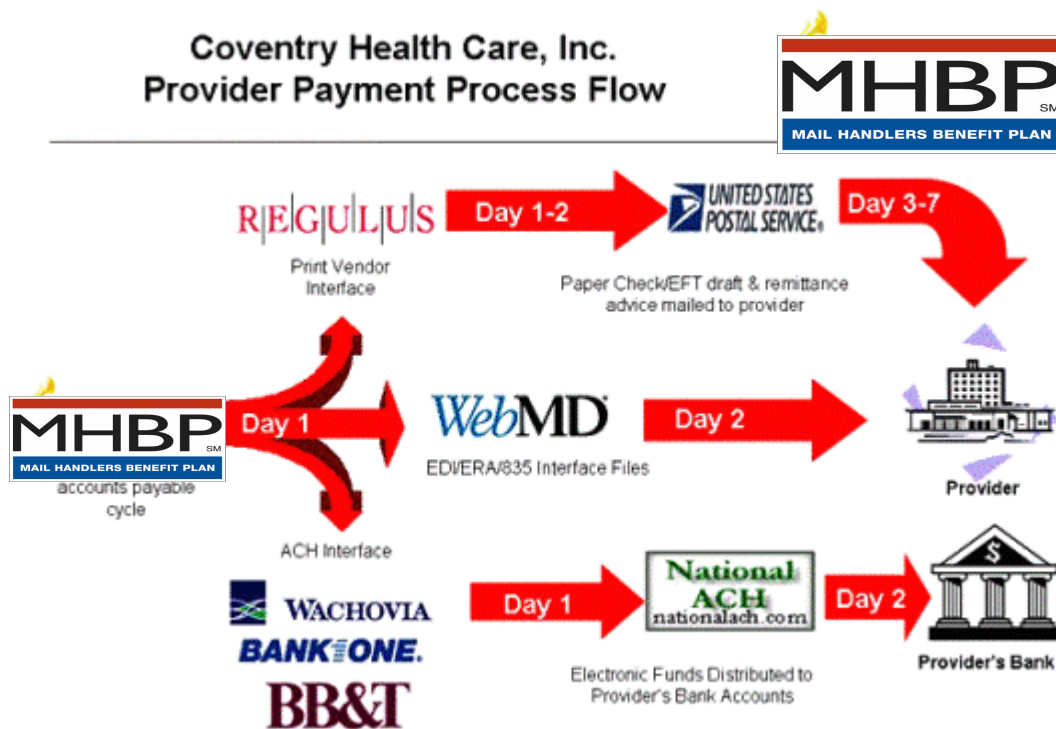 Coventry Health Care, Inc.
Provider Payment Process Flow
MHBP
SM
MAIL HANDLERS BENEFIT PLAN
R|E|G|U|L|U|S
Day 1-2
UNITED STATES
POSTAL SERVICE®
Day 3-7
Print Vendor
Interface
Paper Check/EFT draft & remittance
advice mailed to provider
MHBP
SM
MAIL HANDLERS BENEFIT PLAN
accounts payable
cycle
Day 1
WebMD
Day 2
EDI/ERA/835 Interface Files
Provider
ACH Interface
WACHOVIA
BANK ONE.
BB&T
Day 1
National
ACH
nationalach.com
Day 2
$
Electronic Funds Distributed to
Provider's Bank Accounts
Provider's Bank